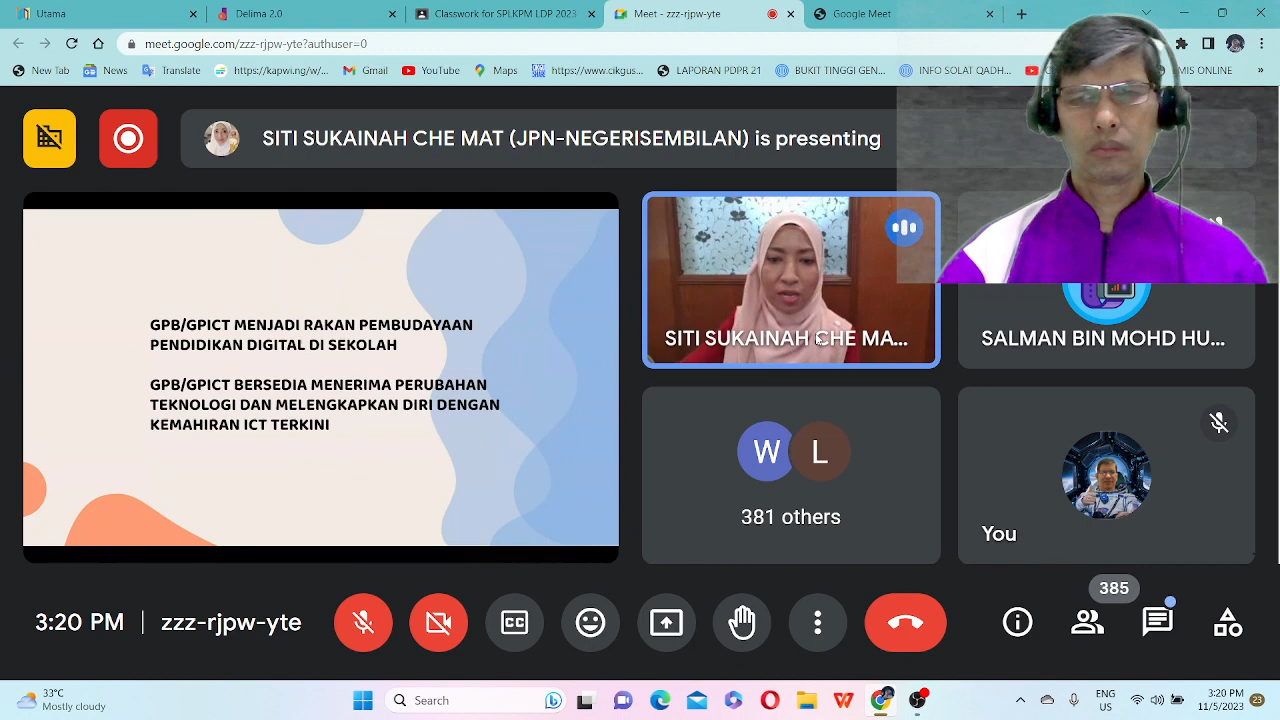 Utama
Delima 2.0
Classwork for SPLKPM LDP 2023
Meet - zzz-rjpw-yte
Google Meet
meet.google.com/zzz-rjpw-yte?authuser=0
New Tab
News
Translate
https://kapwing.g/w...
Gmail
YouTube
Maps
https://www.cikgus...
LAPORAN PDPR 21
BUKIT TINGGI GEN...
INFO SOLAT QADH...
MIS ONLINE
SITI SUKAINAH CHE MAT (JPN-NEGERISEMBILAN) is presenting
GPB/GPICT MENJADI RAKAN PEMBUDAYAAN
PENDIDIKAN DIGITAL DI SEKOLAH
GPB/GPICT BERSEDIA MENERIMA PERUBAHAN
TEKNOLOGI DAN MELENGKAPKAN DIRI DENGAN
KEMAHIRAN ICT TERKINI
SITI SUKAINAH CHE MA...
SALMAN BIN MOHD HU...
W
L
381 others
You
385
3:20 PM
zzz-rjpw-yte
CC
33°C
Mostly cloudy
Search
ENG
US
3:20 PM
11/5/2023
23